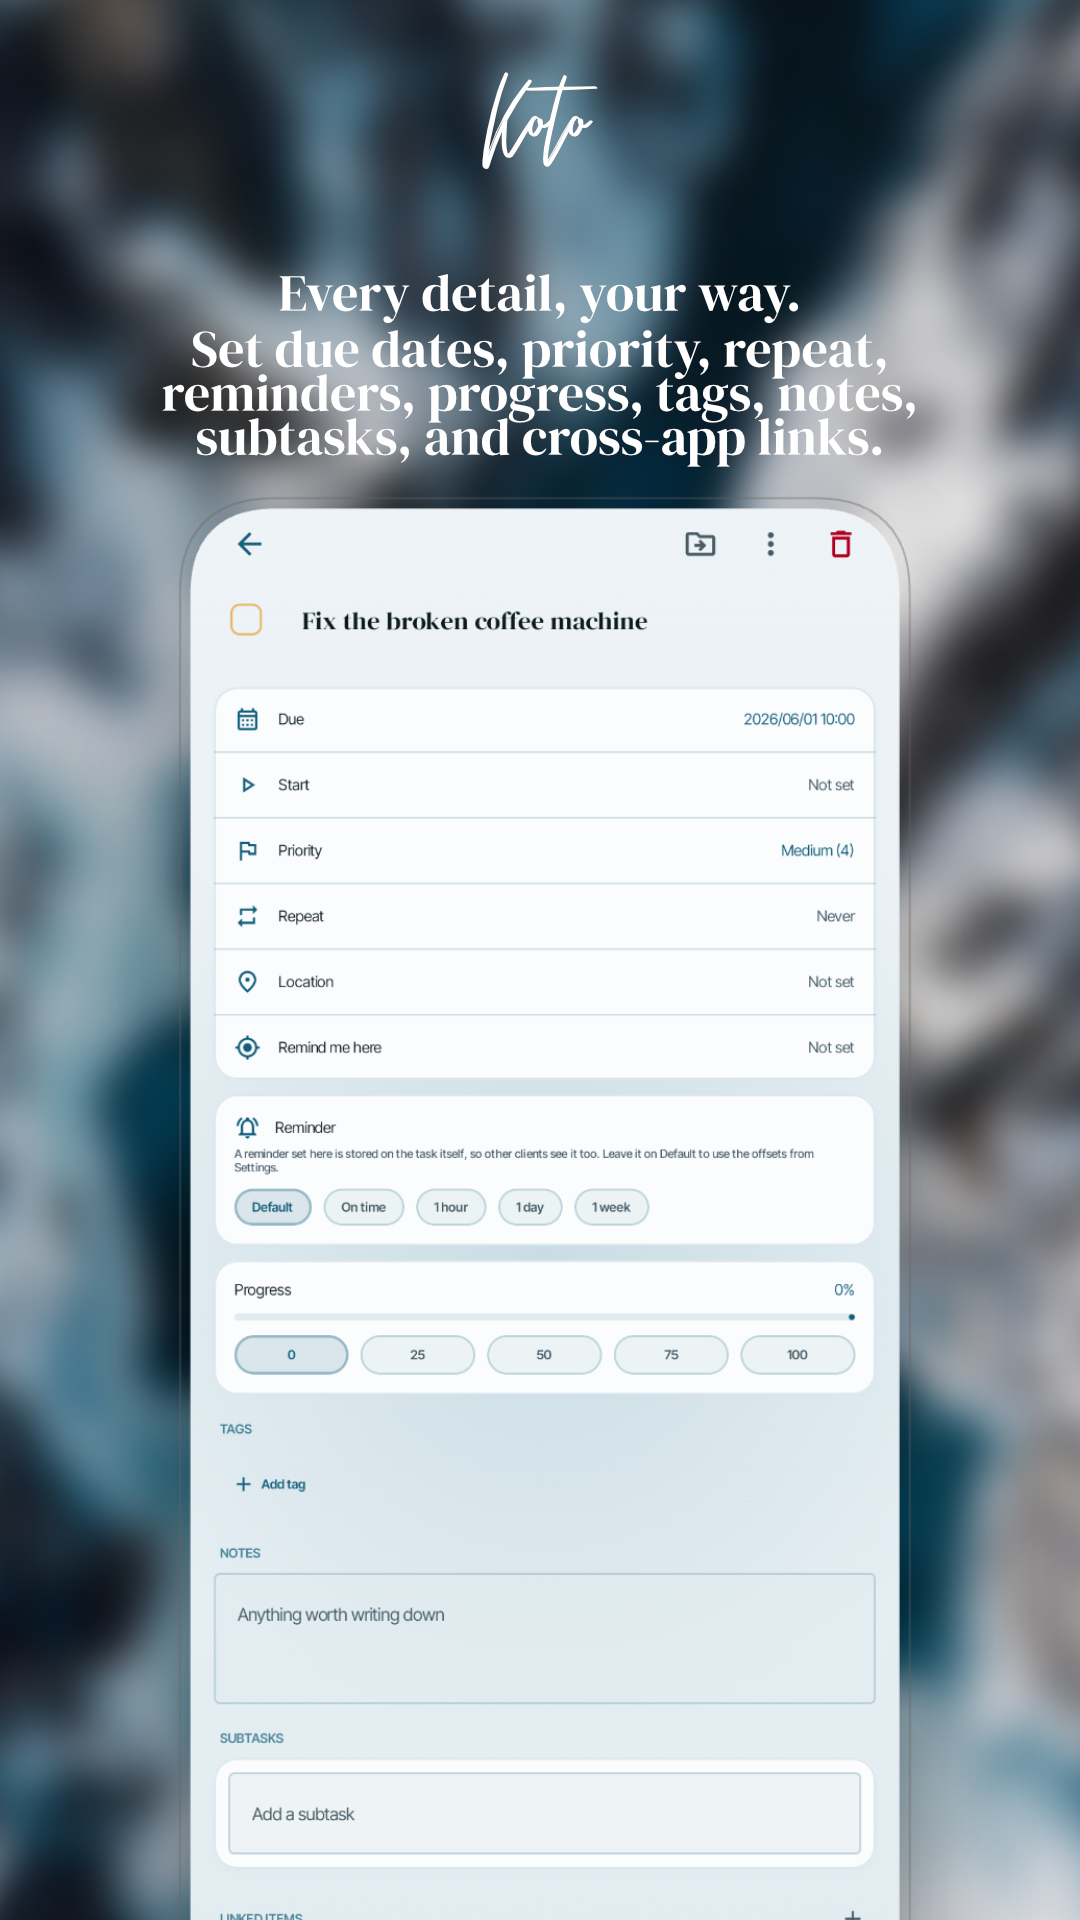 Koto
Every detail, your way.
Set due dates, priority, repeat,
reminders, progress, tags, notes,
subtasks, and cross-app links.
Fix the broken coffee machine
Due 2026/06/01 10:00
Start Not set
Priority Medium (4)
Repeat Never
Location Not set
Remind me here Not set
Reminder
A reminder set here is stored on the task itself, so other clients see it too. Leave it on Default to use the offsets from
Settings.
Default On time 1 hour 1 day 1 week
Progress 0%
0 25 50 75 100
TAGS
Add tag
NOTES
Anything worth writing down
SUBTASKS
Add a subtask
LINKED ITEMS